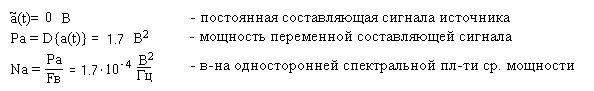 ã(t)= 0 В - постоянная составляющая сигнала источника
Pa = D{a(t)} = 1.7 В² - мощность переменной составляющей сигнала
Na = Pa/Fв = 1.7·10⁻⁴ В²/Гц - в-на односторонней спектральной пл-ти ср. мощности